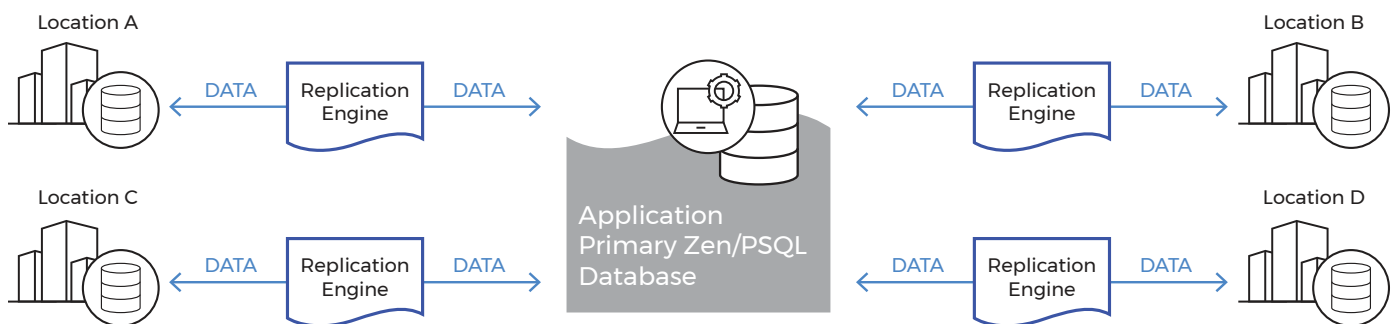 Location A
DATA
Replication
Engine
DATA
DATA
Replication
Engine
DATA
Location B
Application
Primary Zen/PSQL
Database
Location C
DATA
Replication
Engine
DATA
DATA
Replication
Engine
DATA
Location D